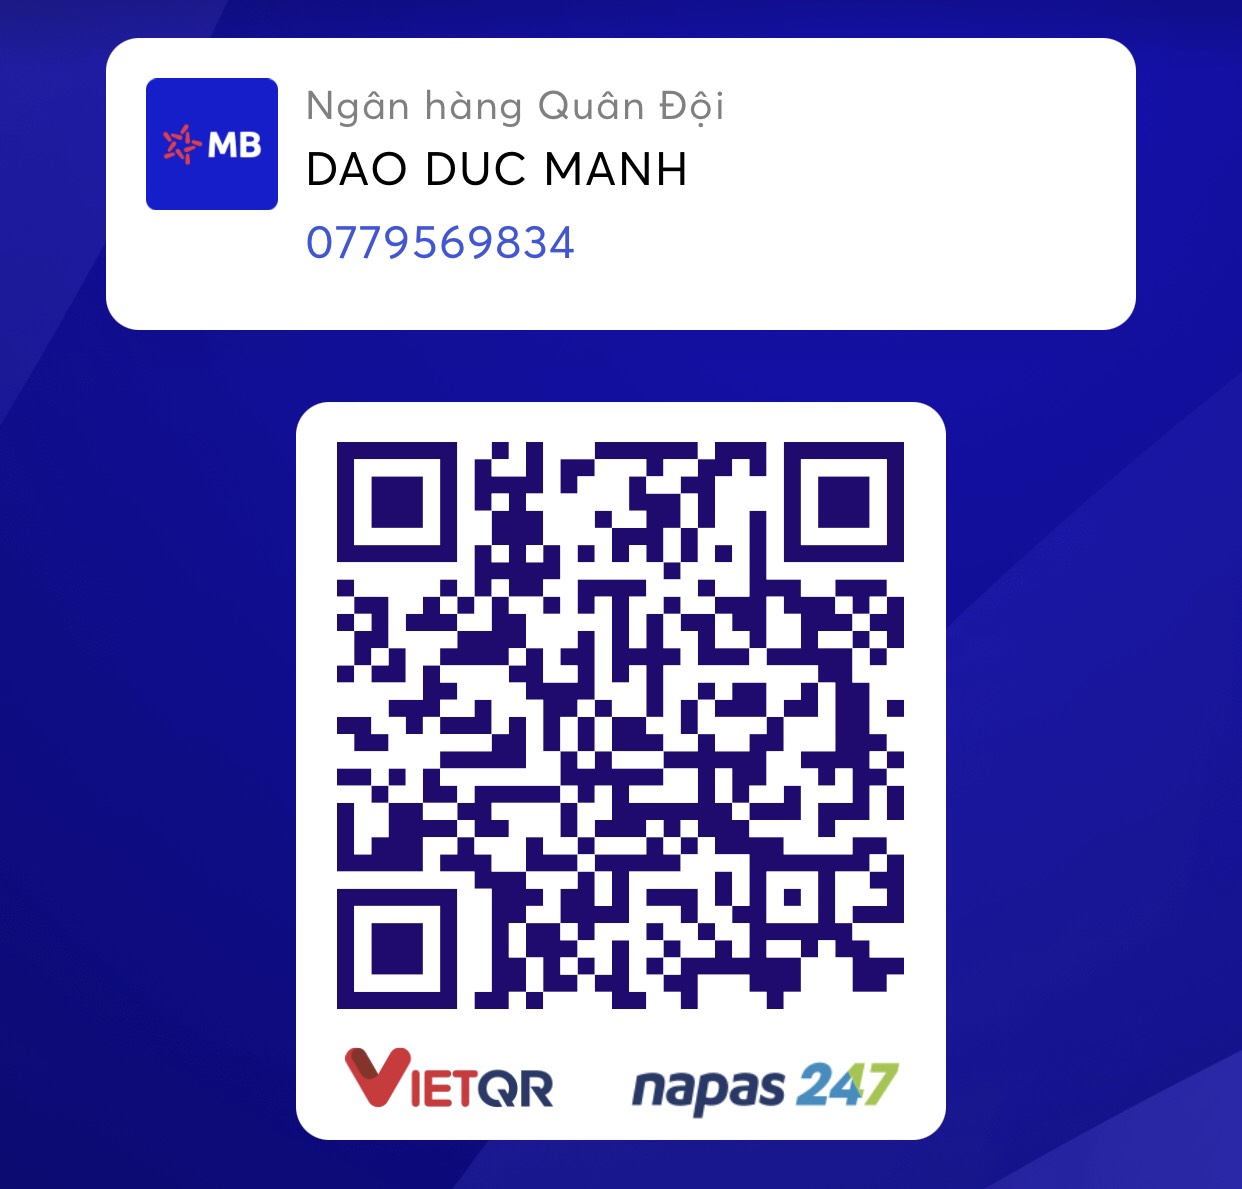 MB
Ngân hàng Quân Đội
DAO DUC MANH
0779569834
VIETQR
napas 247